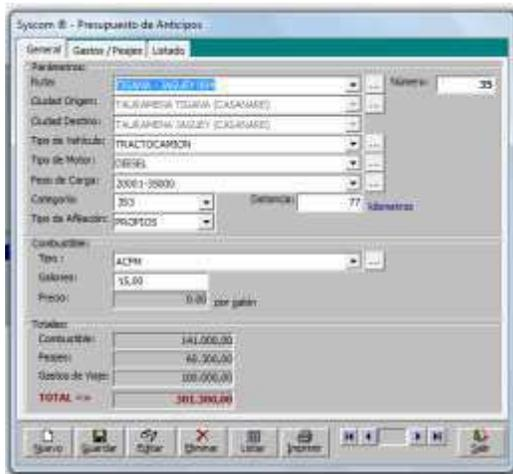 Syscom ® - Presupuesto de Anticipos
General Gastos / Peajes Listado
Parámetros:
Ruta: Número: 35
Ciudad Origen: TAURAMENA TIGANA (CASANARE)
Ciudad Destino: TAURAMENA JAGUEY (CASANARE)
Tipo de Vehículo: TRACTOCAMION
Tipo de Motor: DIESEL
Peso de Carga: 20001-35000
Categoría: 3S3 Distancia: 77 kilometros
Tipo de Afiliación: PROPIOS
Combustible:
Tipo : ACPM
Galones: 15,00
Precio: 0.00 por galón
Totales:
Combustible: 141.000,00
Peajes: 60.300,00
Gastos de Viaje: 100.000,00
TOTAL => 301.300,00
Nuevo Guardar Editar Eliminar Listar Imprimir Salir